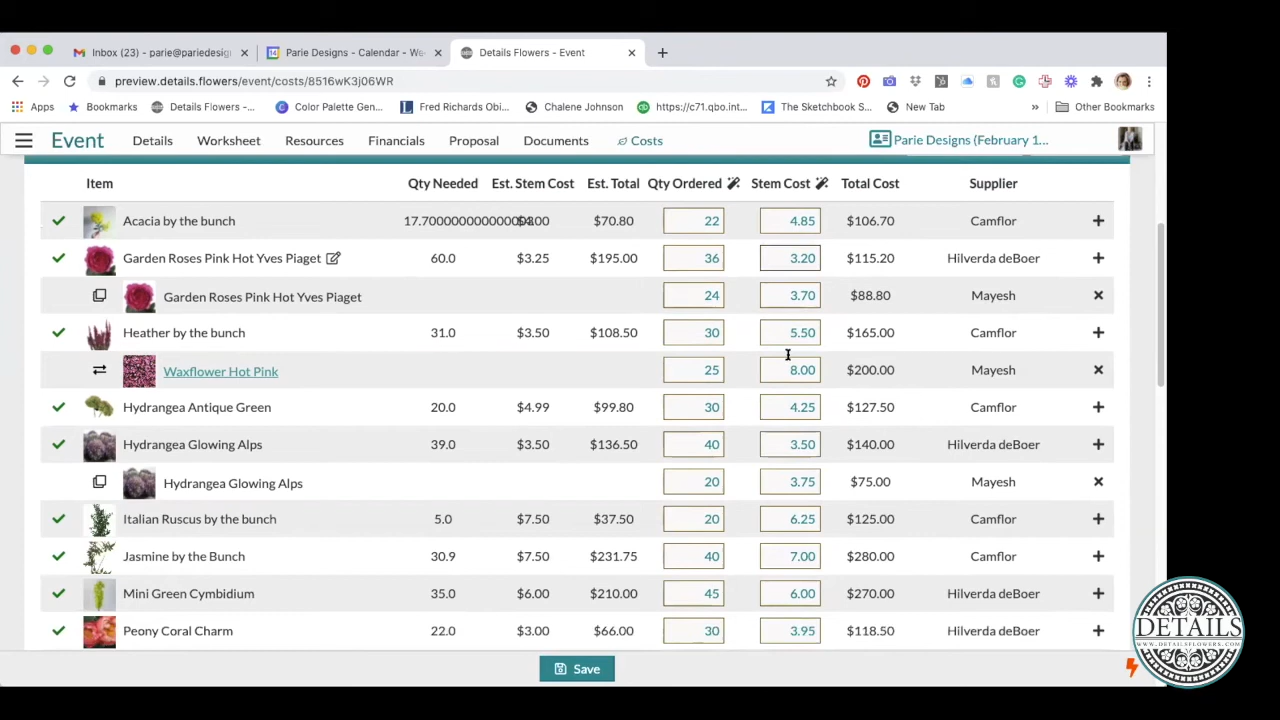 Inbox (23) - parie@pariedesig
Parie Designs - Calendar - We
Details Flowers - Event
preview.details.flowers/event/costs/8516wK3j06WR
Apps Bookmarks Details Flowers -... Color Palette Gen... Fred Richards Obi... Chalene Johnson https://c71.qbo.int... The Sketchbook S... New Tab » Other Bookmarks
Event Details Worksheet Resources Financials Proposal Documents Costs Parie Designs (February 1...
Item Qty Needed Est. Stem Cost Est. Total Qty Ordered Stem Cost Total Cost Supplier
Acacia by the bunch $70.80 22 4.85 $106.70 Camflor
Garden Roses Pink Hot Yves Piaget 60.0 $3.25 $195.00 36 3.20 $115.20 Hilverda deBoer
Garden Roses Pink Hot Yves Piaget 24 3.70 $88.80 Mayesh
Heather by the bunch 31.0 $3.50 $108.50 30 5.50 $165.00 Camflor
Waxflower Hot Pink 25 8.00 $200.00 Mayesh
Hydrangea Antique Green 20.0 $4.99 $99.80 30 4.25 $127.50 Camflor
Hydrangea Glowing Alps 39.0 $3.50 $136.50 40 3.50 $140.00 Hilverda deBoer
Hydrangea Glowing Alps 20 3.75 $75.00 Mayesh
Italian Ruscus by the bunch 5.0 $7.50 $37.50 20 6.25 $125.00 Camflor
Jasmine by the Bunch 30.9 $7.50 $231.75 40 7.00 $280.00 Camflor
Mini Green Cymbidium 35.0 $6.00 $210.00 45 6.00 $270.00 Hilverda deBoer
Peony Coral Charm 22.0 $3.00 $66.00 30 3.95 $118.50 Hilverda deBoer
Save
DETAILS
WWW.DETAILSFLOWERS.COM